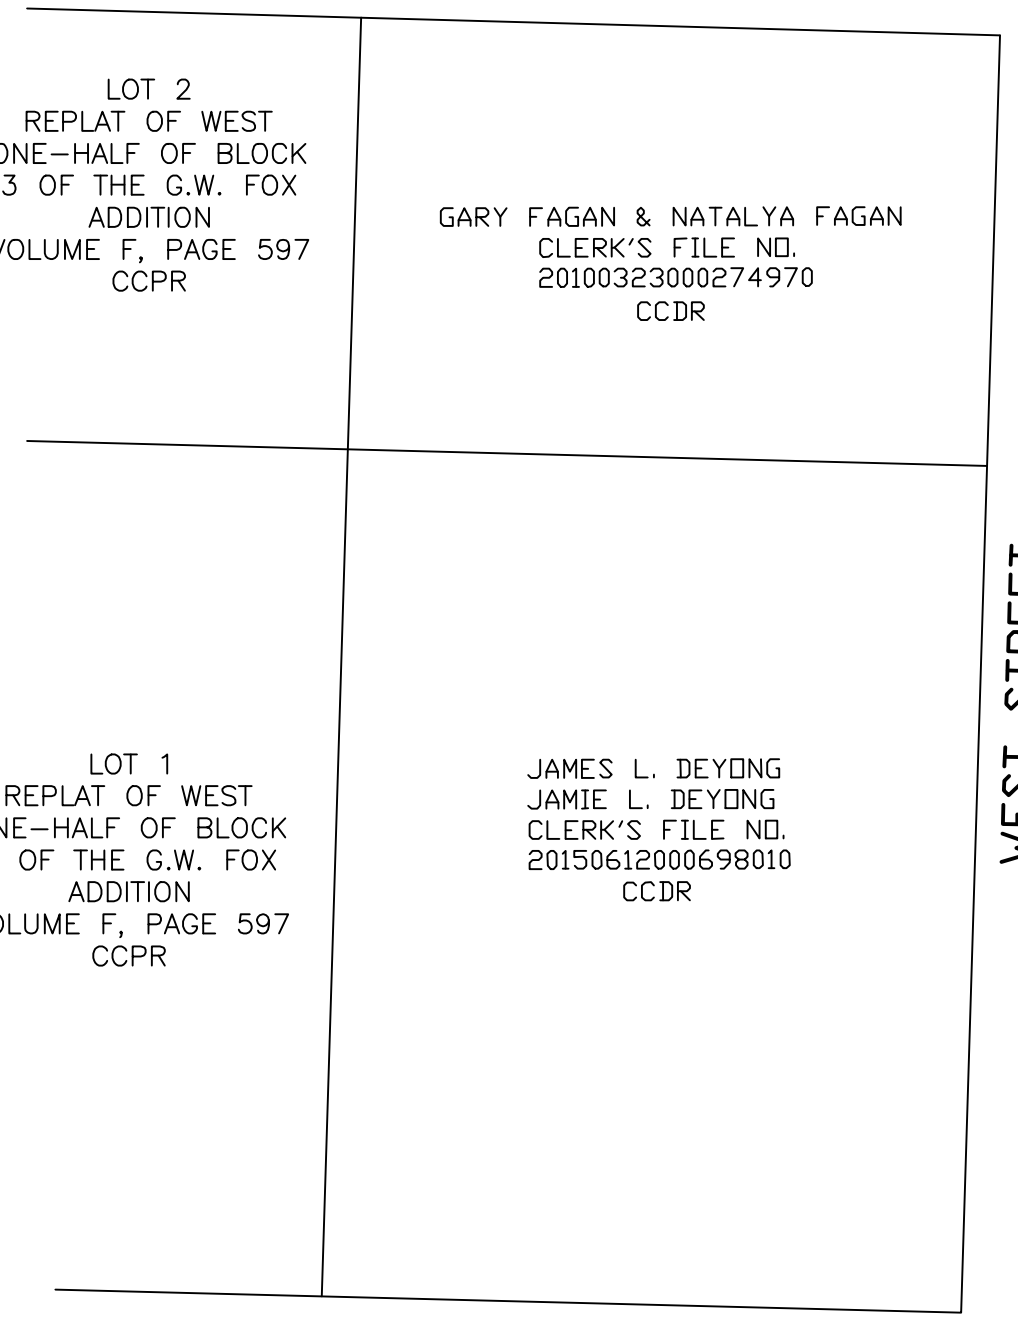 LOT 2
REPLAT OF WEST
ONE-HALF OF BLOCK
3 OF THE G.W. FOX
ADDITION
VOLUME F, PAGE 597
CCPR
GARY FAGAN & NATALYA FAGAN
CLERK'S FILE NO.
20100323000274970
CCDR
LOT 1
REPLAT OF WEST
NE-HALF OF BLOCK
OF THE G.W. FOX
ADDITION
OLUME F, PAGE 597
CCPR
JAMES L. DEYONG
JAMIE L. DEYONG
CLERK'S FILE NO.
20150612000698010
CCDR
WEST STREET